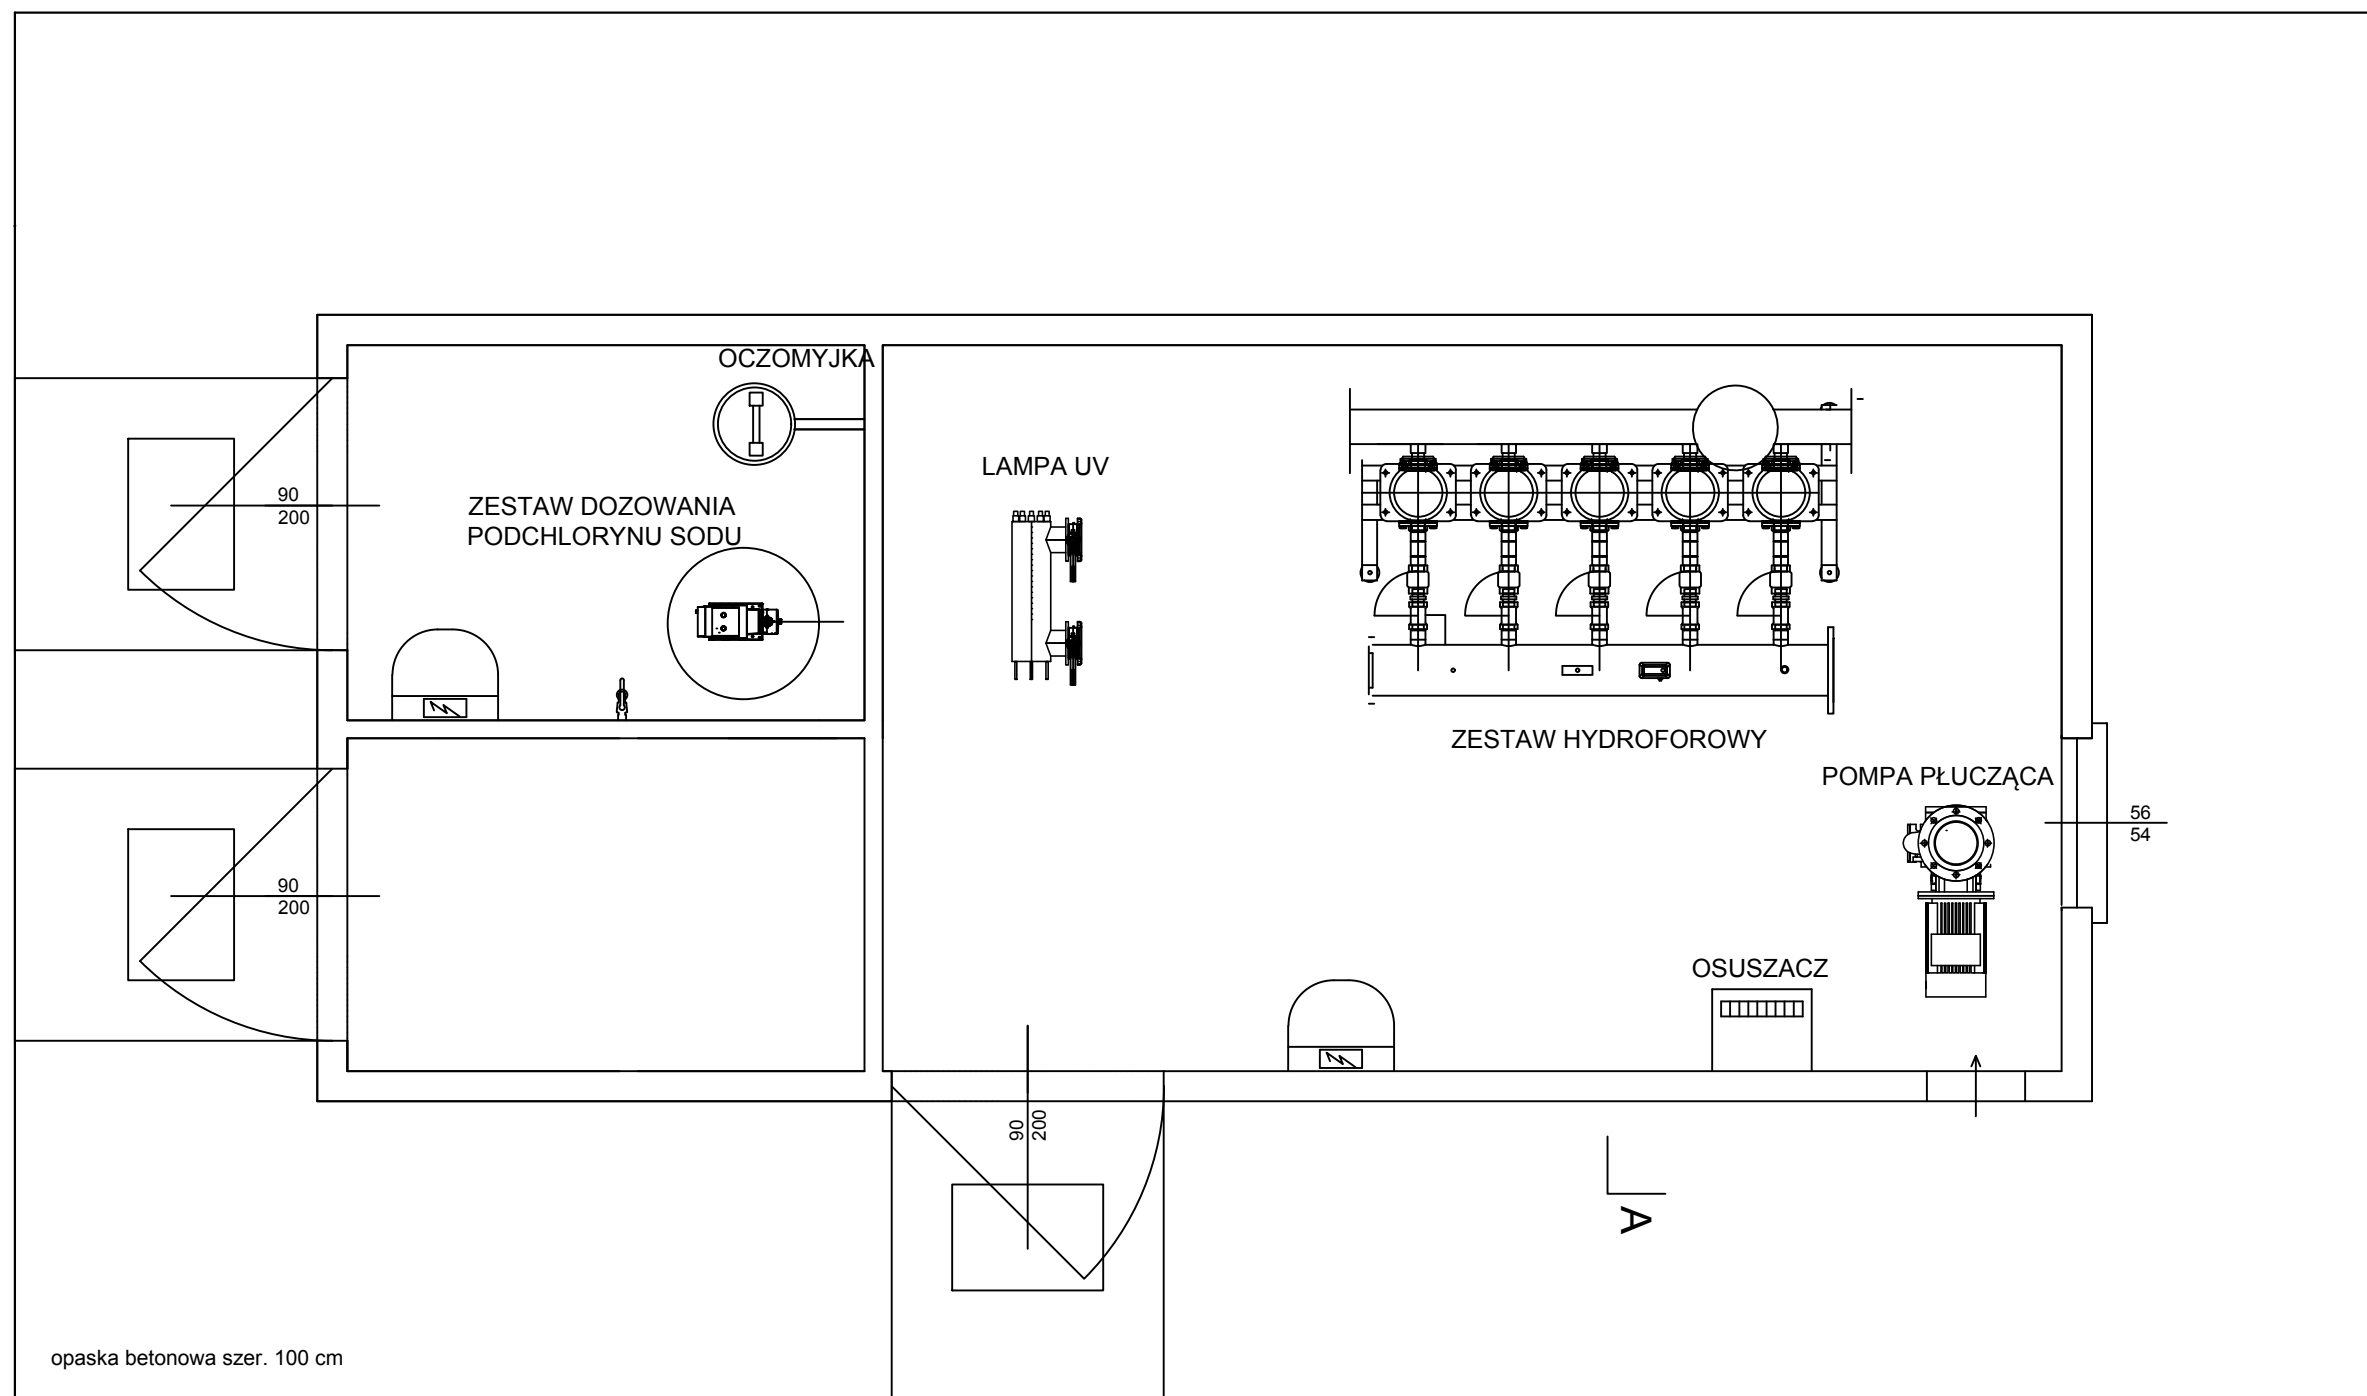 OCZOMYJKA
LAMPA UV
90
200
ZESTAW DOZOWANIA
PODCHLORYNU SODU
ZESTAW HYDROFOROWY
POMPA PŁUCZĄCA
56
54
90
200
OSUSZACZ
90
200
A
opaska betonowa szer. 100 cm